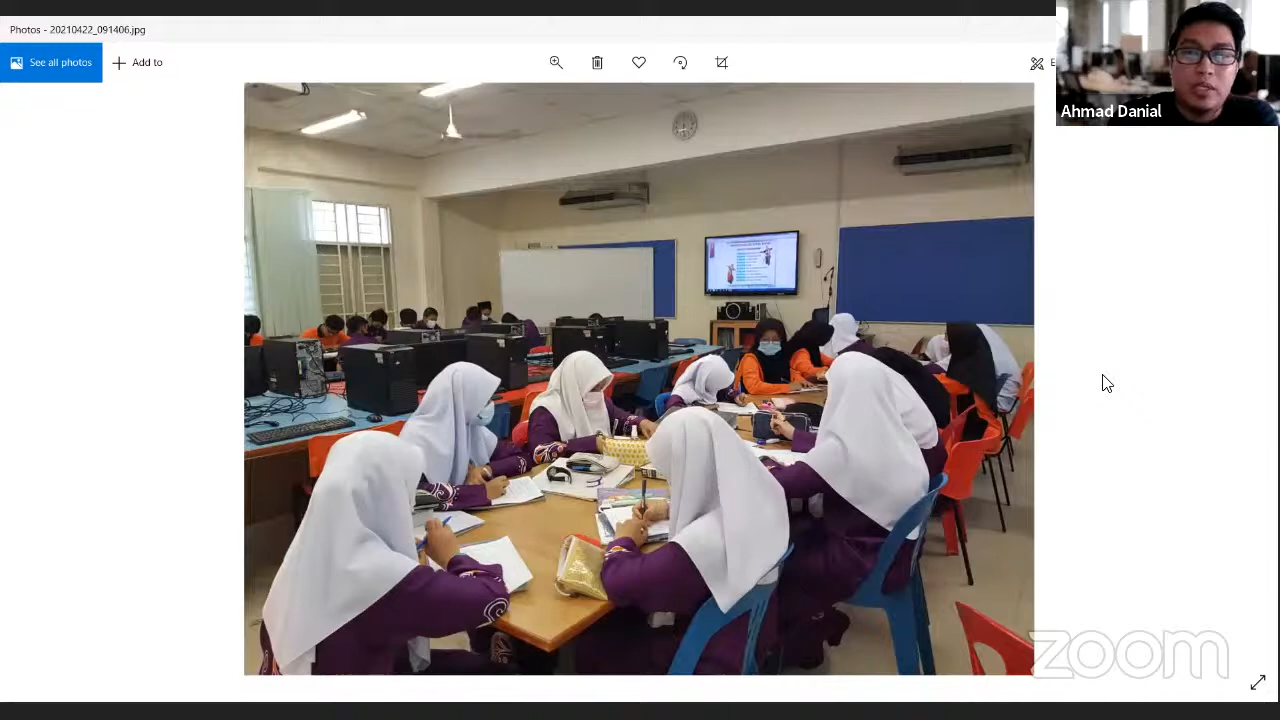 Photos - 20210422_091406.jpg
See all photos
Add to
E
Ahmad Danial
zoom